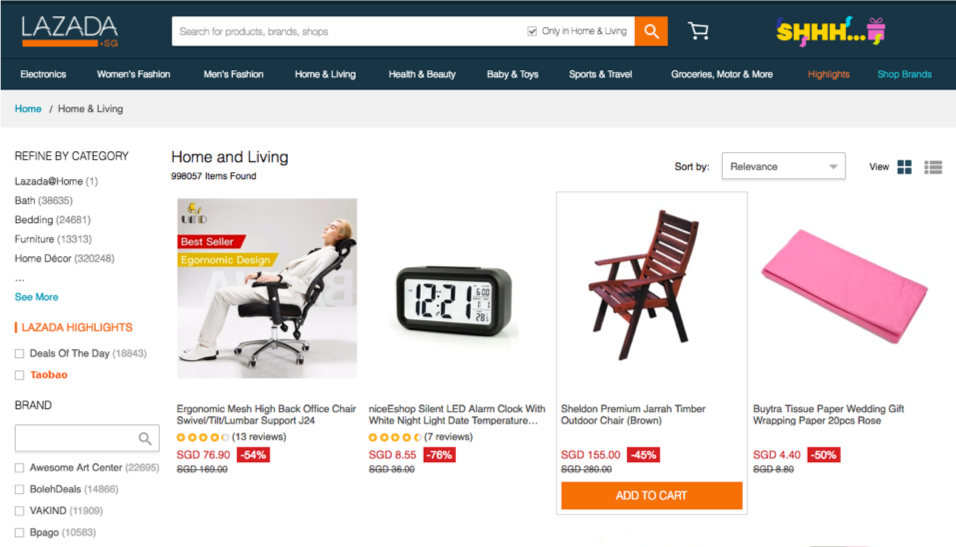 LAZADA
.SG
Search for products, brands, shops
Only in Home & Living
SHHH...
Electronics
Women's Fashion
Men's Fashion
Home & Living
Health & Beauty
Baby & Toys
Sports & Travel
Groceries, Motor & More
Highlights
Shop Brands
Home / Home & Living
REFINE BY CATEGORY
Lazada@Home (1)
Bath (38635)
Bedding (24681)
Furniture (13313)
Home Décor (320248)
...
See More
LAZADA HIGHLIGHTS
Deals Of The Day (18843)
Taobao
BRAND
Awesome Art Center (22695)
BolehDeals (14866)
VAKIND (11909)
Bpago (10583)
Home and Living
998057 Items Found
Sort by:
Relevance
View
Best Seller
Egornomic Design
Ergonomic Mesh High Back Office Chair
Swivel/Tilt/Lumbar Support J24
(13 reviews)
SGD 76.90 -54%
SGD 169.00
12:21
6:00
28
niceEshop Silent LED Alarm Clock With
White Night Light Date Temperature...
(7 reviews)
SGD 8.55 -76%
SGD 36.00
Sheldon Premium Jarrah Timber
Outdoor Chair (Brown)
SGD 155.00 -45%
SGD 280.00
ADD TO CART
Buytra Tissue Paper Wedding Gift
Wrapping Paper 20pcs Rose
SGD 4.40 -50%
SGD 8.80